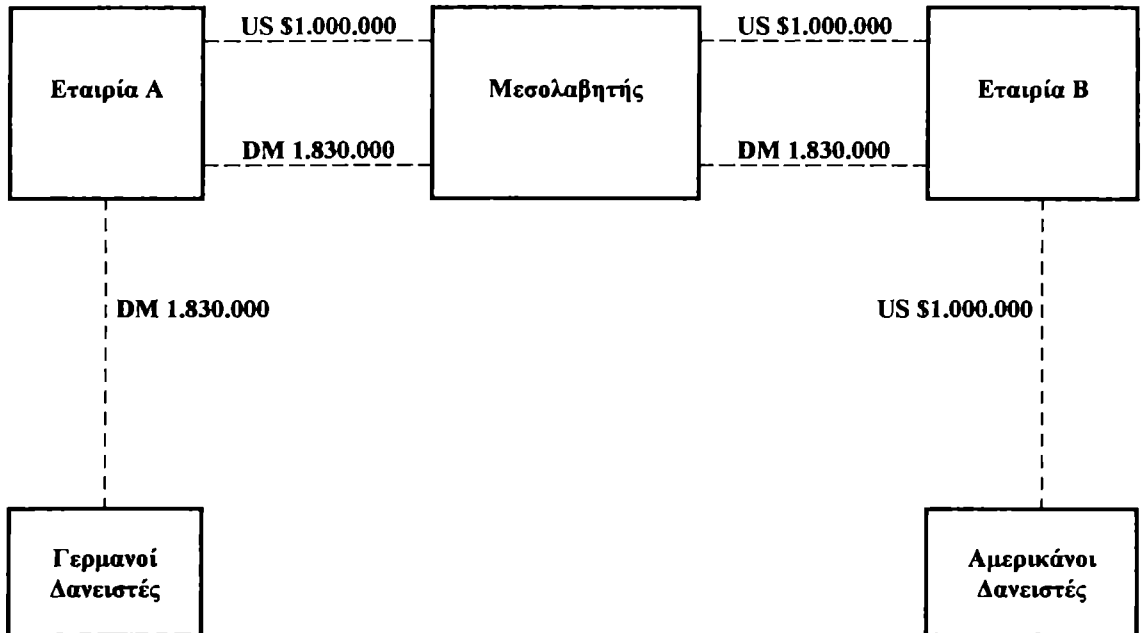 US $1.000.000
US $1.000.000
Εταιρία Α
Μεσολαβητής
Εταιρία Β
DM 1.830.000
DM 1.830.000
DM 1.830.000
US $1.000.000
Γερμανοί
Δανειστές
Αμερικάνοι
Δανειστές